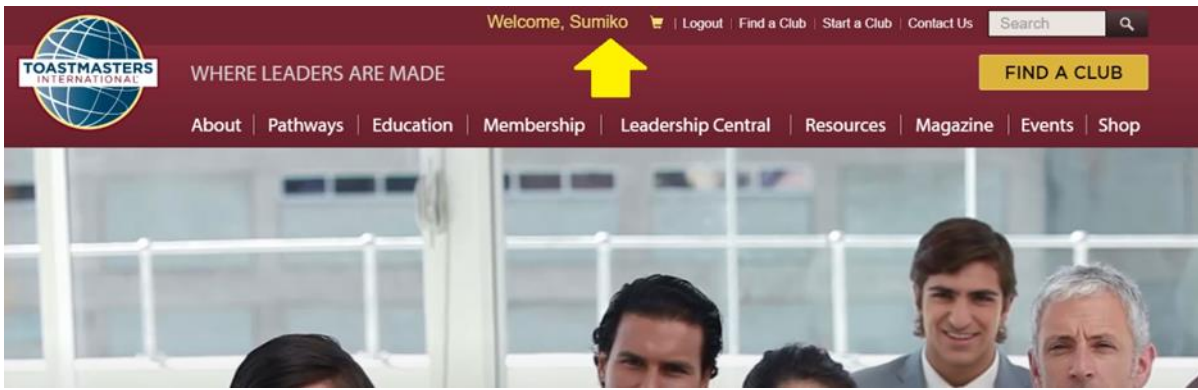 Welcome, Sumiko | Logout | Find a Club | Start a Club | Contact Us Search
TOASTMASTERS
INTERNATIONAL
WHERE LEADERS ARE MADE
FIND A CLUB
About | Pathways | Education | Membership | Leadership Central | Resources | Magazine | Events | Shop